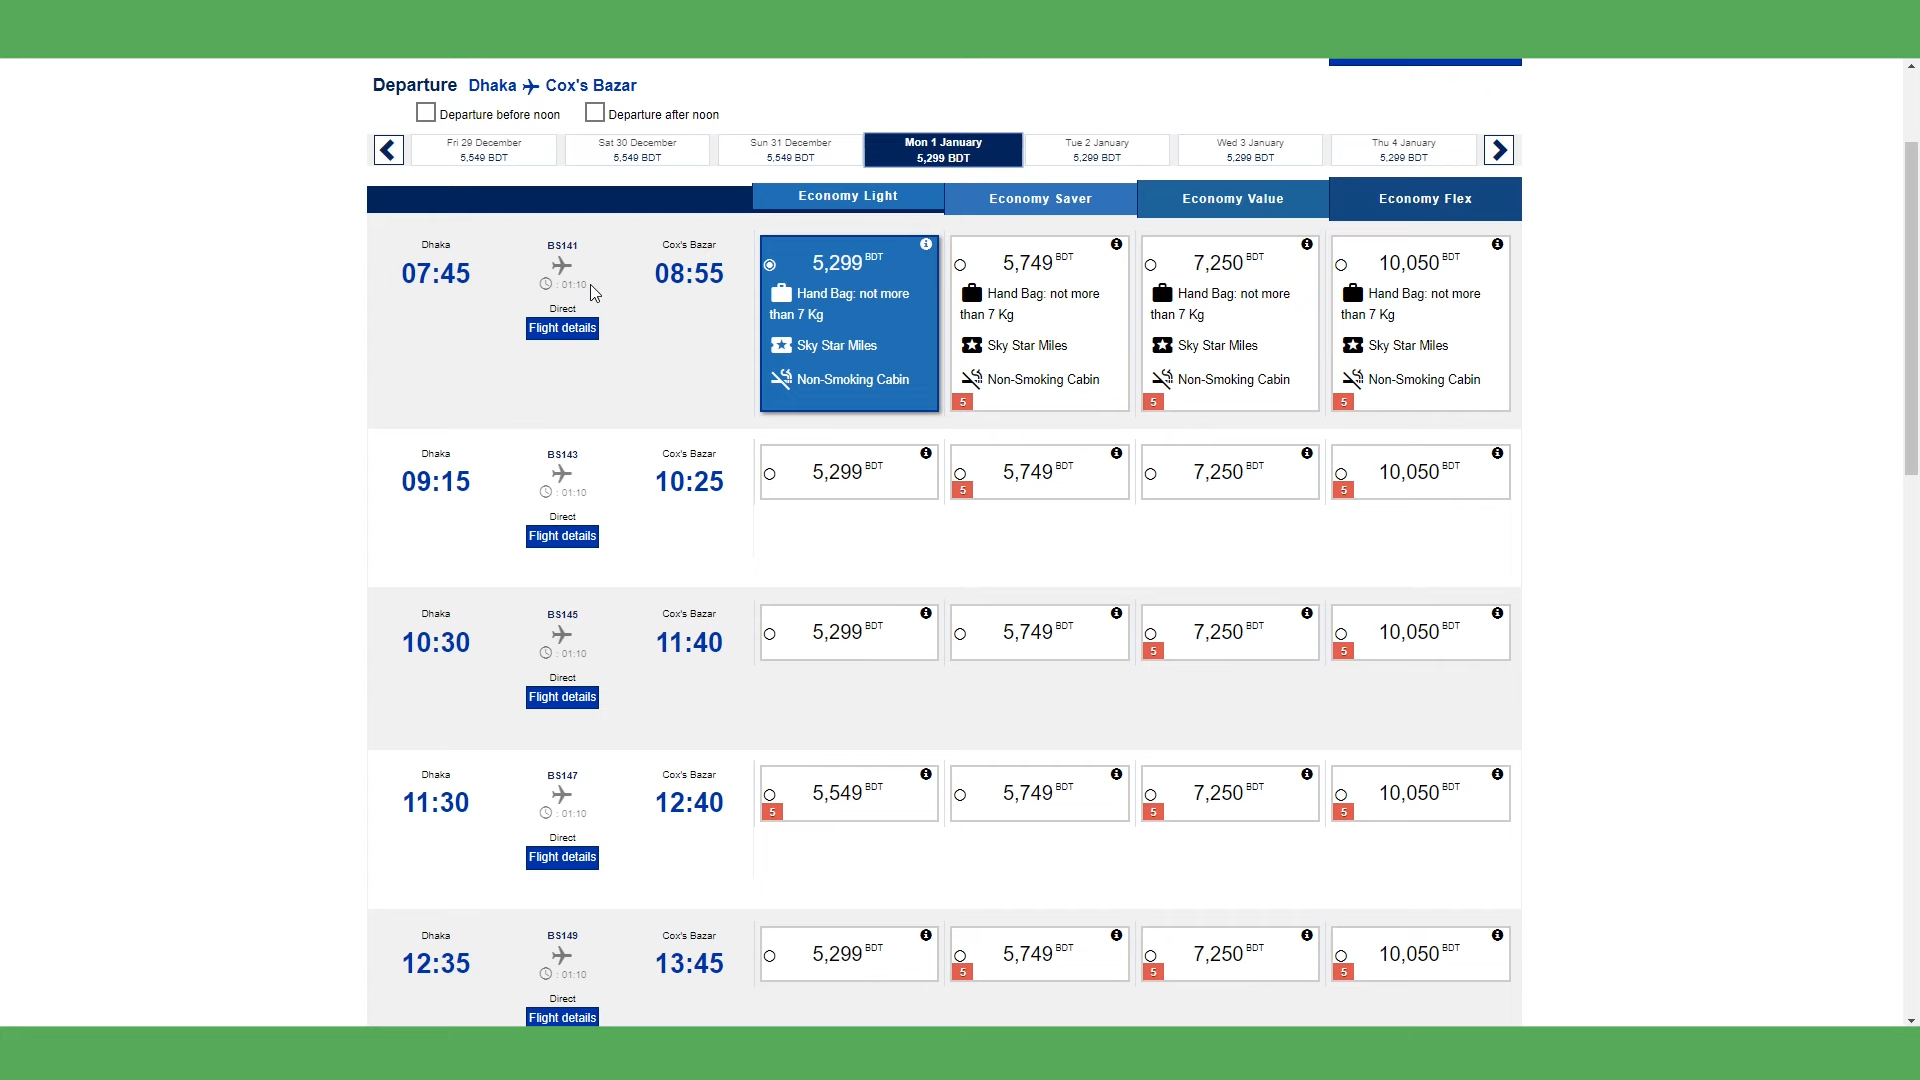 Departure Dhaka Cox's Bazar
Departure before noon Departure after noon
Fri 29 December Sat 30 December Sun 31 December Mon 1 January Tue 2 January Wed 3 January Thu 4 January
5,549 BDT 5,549 BDT 5,549 BDT 5,299 BDT 5,299 BDT 5,299 BDT 5,299 BDT
Economy Light Economy Saver Economy Value Economy Flex
Dhaka BS141 Cox's Bazar
07:45 08:55 5,299 BDT 5,749 BDT 7,250 BDT 10,050 BDT
: 01:10 Hand Bag: not more Hand Bag: not more Hand Bag: not more Hand Bag: not more
Direct than 7 Kg than 7 Kg than 7 Kg than 7 Kg
Flight details
Sky Star Miles Sky Star Miles Sky Star Miles Sky Star Miles
Non-Smoking Cabin Non-Smoking Cabin Non-Smoking Cabin Non-Smoking Cabin
5 5 5
Dhaka BS143 Cox's Bazar
09:15 10:25 5,299 BDT 5,749 BDT 7,250 BDT 10,050 BDT
: 01:10 5 5
Direct
Flight details
Dhaka BS145 Cox's Bazar
10:30 11:40 5,299 BDT 5,749 BDT 7,250 BDT 10,050 BDT
: 01:10 5 5
Direct
Flight details
Dhaka BS147 Cox's Bazar
11:30 12:40 5,549 BDT 5,749 BDT 7,250 BDT 10,050 BDT
: 01:10 5 5 5
Direct
Flight details
Dhaka BS149 Cox's Bazar
12:35 13:45 5,299 BDT 5,749 BDT 7,250 BDT 10,050 BDT
: 01:10 5 5 5
Direct
Flight details